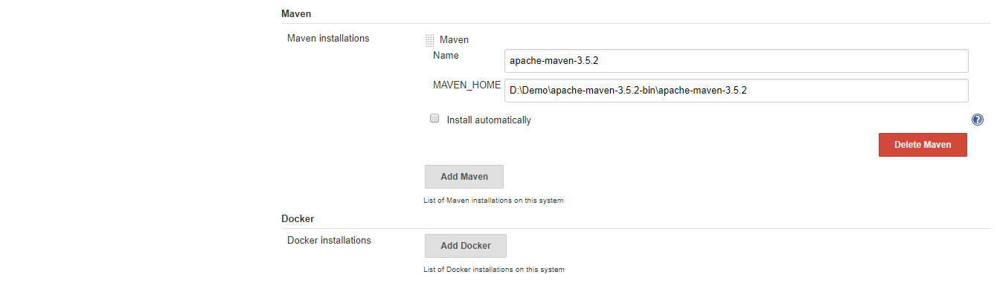 Maven
Maven installations
Maven
Name
apache-maven-3.5.2
MAVEN_HOME
D:\Demo\apache-maven-3.5.2-bin\apache-maven-3.5.2
Install automatically
?
Delete Maven
Add Maven
List of Maven installations on this system
Docker
Docker installations
Add Docker
List of Docker installations on this system